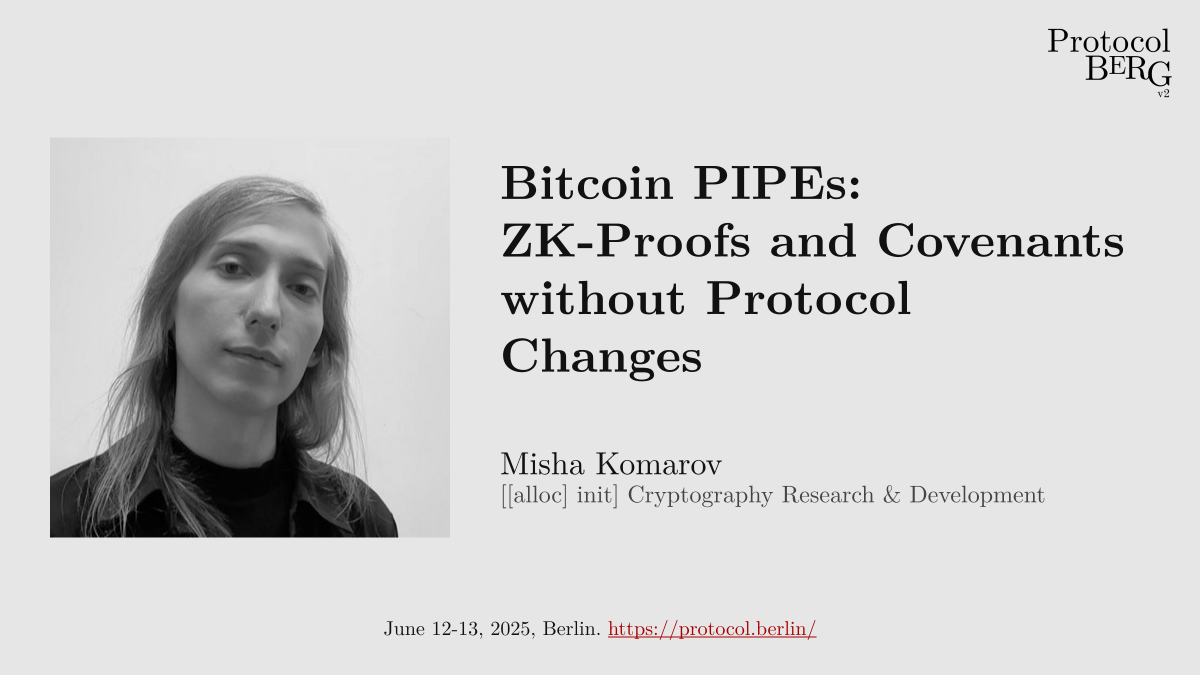 Protocol
BERG
v2
Bitcoin PIPEs:
ZK-Proofs and Covenants
without Protocol
Changes
Misha Komarov
[[alloc] init] Cryptography Research & Development
June 12-13, 2025, Berlin. https://protocol.berlin/